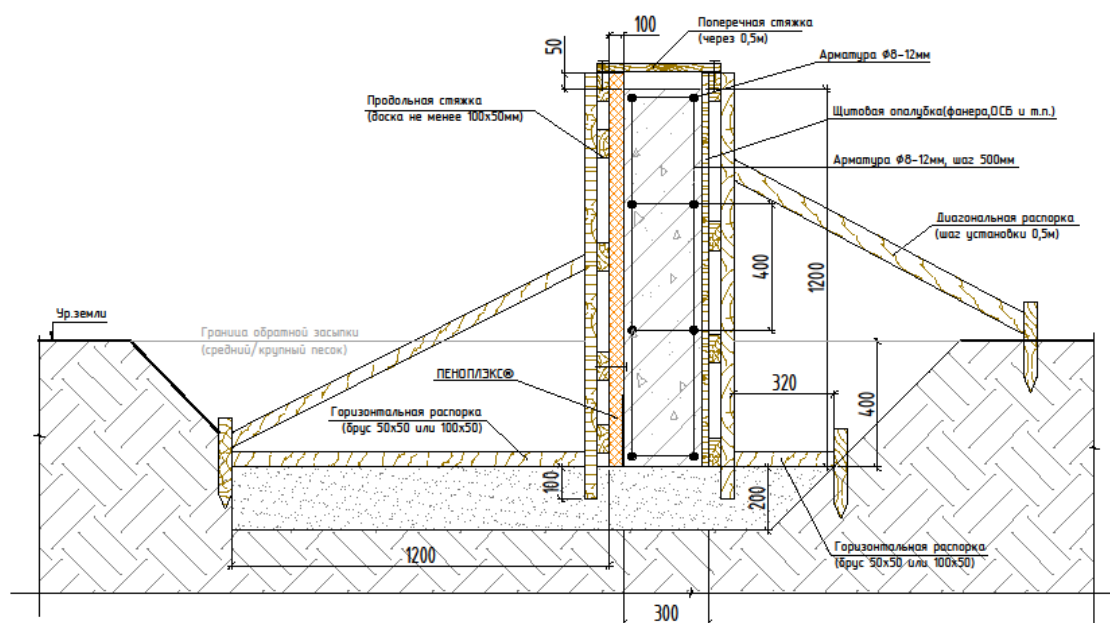 100
Поперечная стяжка
(через 0,5м)
50
Арматура Ø8-12мм
Продольная стяжка
(доска не менее 100х50мм)
Щитовая опалубка(фанера,ОСБ и т.п.)
Арматура Ø8-12мм, шаг 500мм
Диагональная распорка
(шаг установки 0,5м)
400
1200
Ур.земли
Граница обратной засыпки
(средний/крупный песок)
ПЕНОПЛЭКС®
320
400
Горизонтальная распорка
(брус 50х50 или 100х50)
100
200
1200
Горизонтальная распорка
(брус 50х50 или 100х50)
300